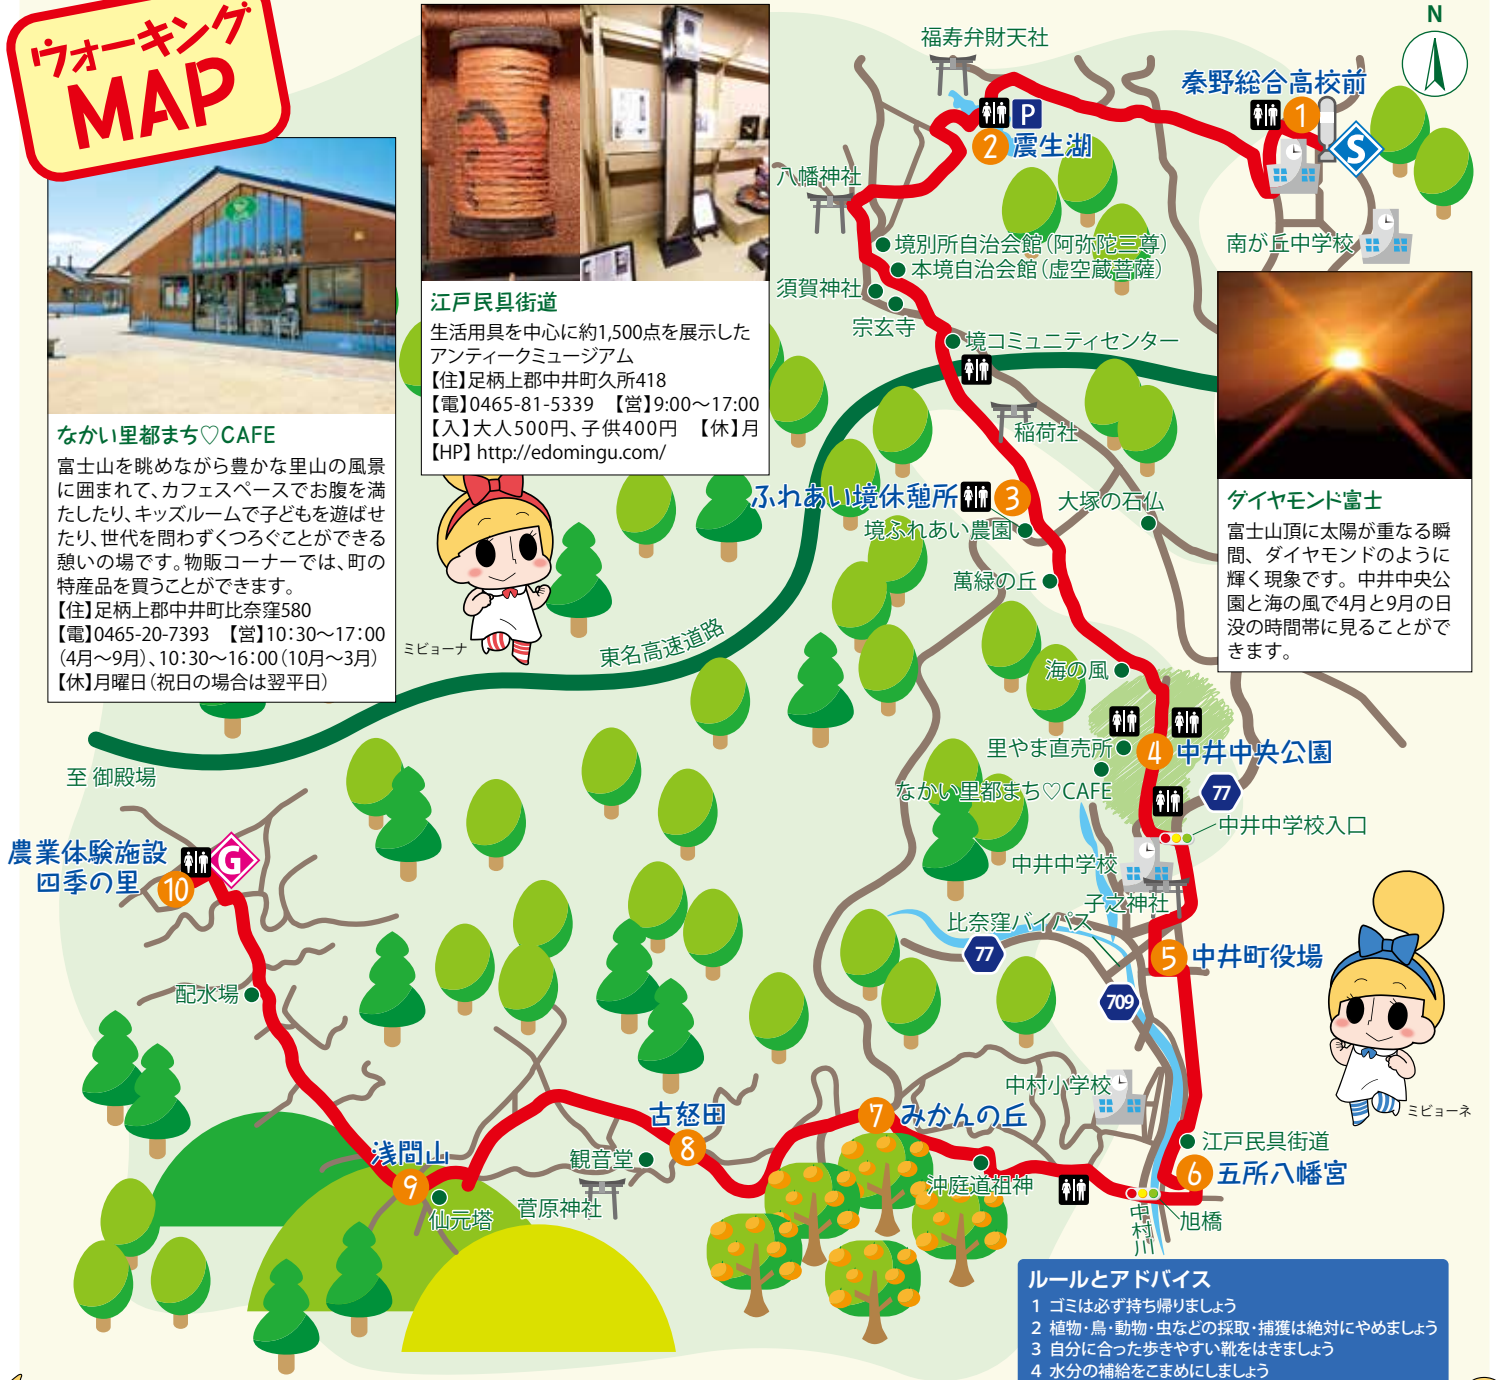 ウォーキング
MAP
なかい里都まち♡CAFE
富士山を眺めながら豊かな里山の風景
に囲まれて、カフェスペースでお腹を満
たしたり、キッズルームで子どもを遊ばせ
たり、世代を問わずくつろぐことができる
憩いの場です。物販コーナーでは、町の
特産品を買うことができます。
【住】足柄上郡中井町比奈窪580
【電】0465-20-7393 【営】10:30〜17:00
(4月〜9月)、10:30〜16:00(10月〜3月)
【休】月曜日(祝日の場合は翌平日)
江戸民具街道
生活用具を中心に約1,500点を展示した
アンティークミュージアム
【住】足柄上郡中井町久所418
【電】0465-81-5339 【営】9:00〜17:00
【入】大人500円、子供400円 【休】月
【HP】http://edomingu.com/
ミビョーナ
福寿弁財天社
N
秦野総合高校前
1
S
P
2 震生湖
八幡神社
南が丘中学校
境別所自治会館(阿弥陀三尊)
本境自治会館(虚空蔵菩薩)
須賀神社
宗玄寺
境コミュニティセンター
稲荷社
ダイヤモンド富士
富士山頂に太陽が重なる瞬
間、ダイヤモンドのように
輝く現象です。中井中央公
園と海の風で4月と9月の日
没の時間帯に見ることがで
きます。
ふれあい境休憩所 3
大塚の石仏
境ふれあい農園
萬緑の丘
東名高速道路
海の風
里やま直売所
4 中井中央公園
なかい里都まち♡CAFE
77
至 御殿場
中井中学校入口
中井中学校
農業体験施設
四季の里
10
G
子之神社
比奈窪バイパス
77
5 中井町役場
709
配水場
中村小学校
ミビョーネ
古怒田
8
7 みかんの丘
江戸民具街道
浅間山
9
観音堂
6 五所八幡宮
沖庭道祖神
菅原神社
仙元塔
中村川
旭橋
ルールとアドバイス
1 ゴミは必ず持ち帰りましょう
2 植物・鳥・動物・虫などの採取・捕獲は絶対にやめましょう
3 自分に合った歩きやすい靴をはきましょう
4 水分の補給をこまめにしましょう